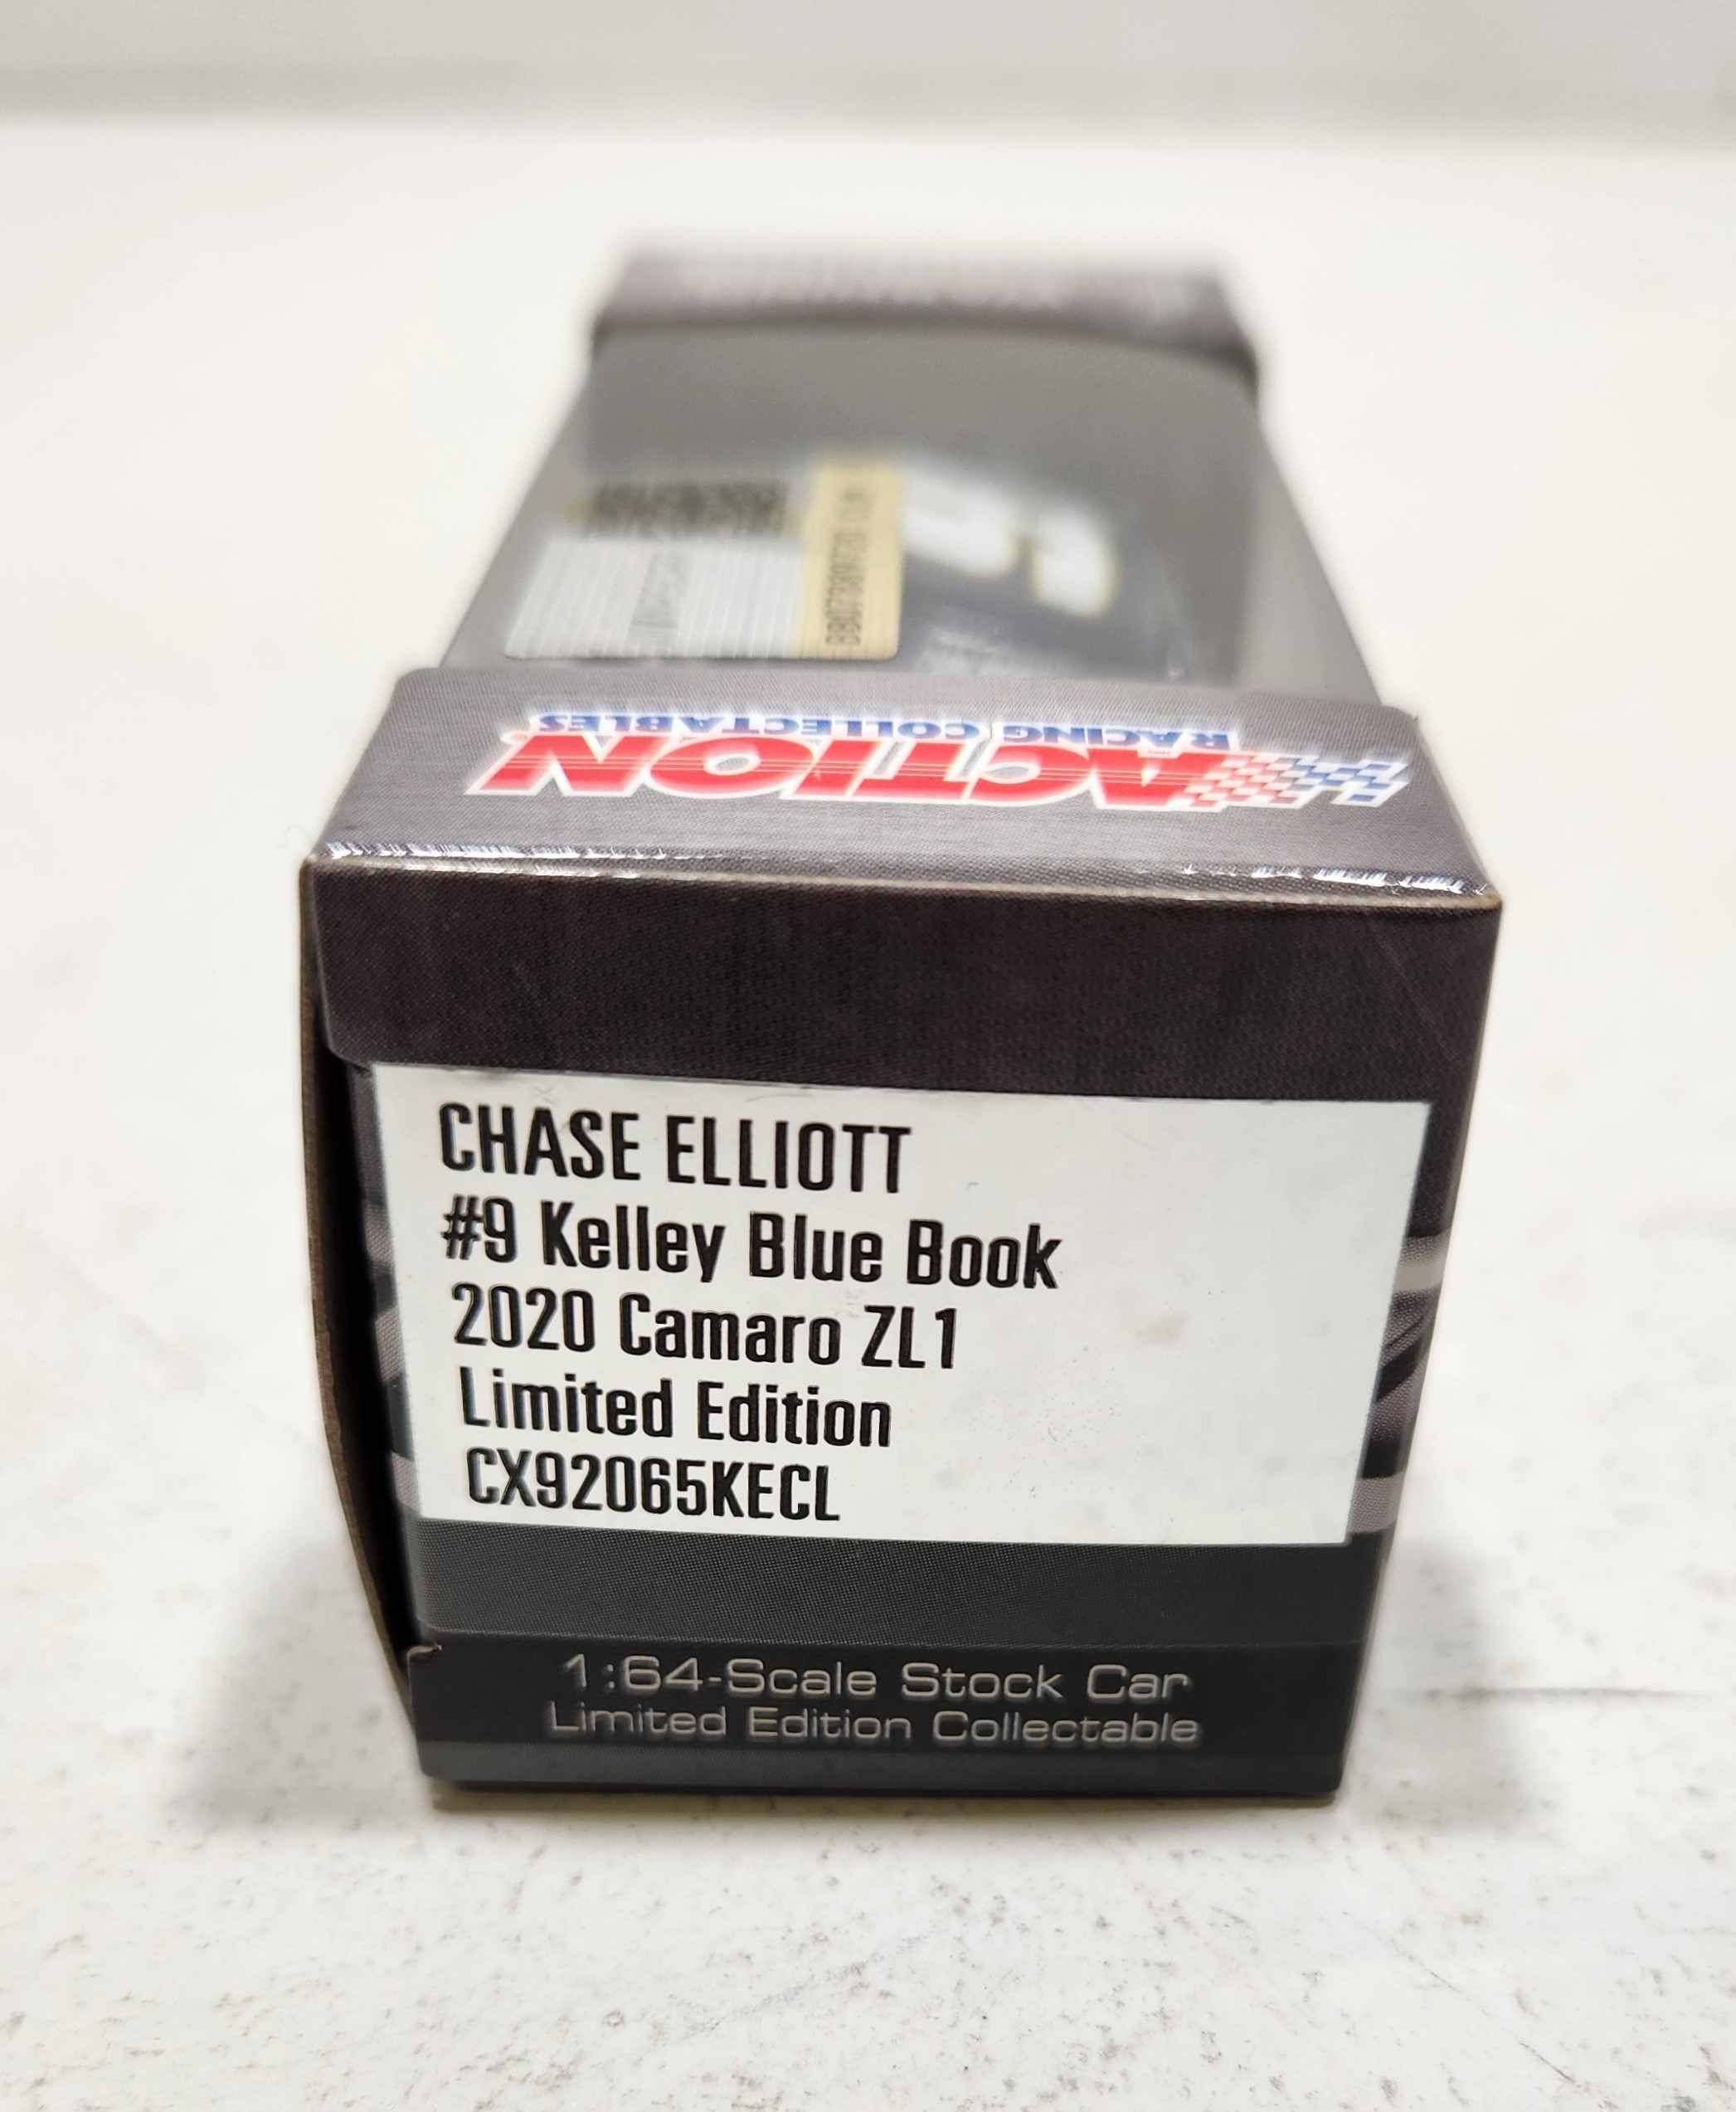 ACTION
RACING COLLECTABLES
CHASE ELLIOTT
#9 Kelley Blue Book
2020 Camaro ZL1
Limited Edition
CX92065KECL
1:64-Scale Stock Car
Limited Edition Collectable